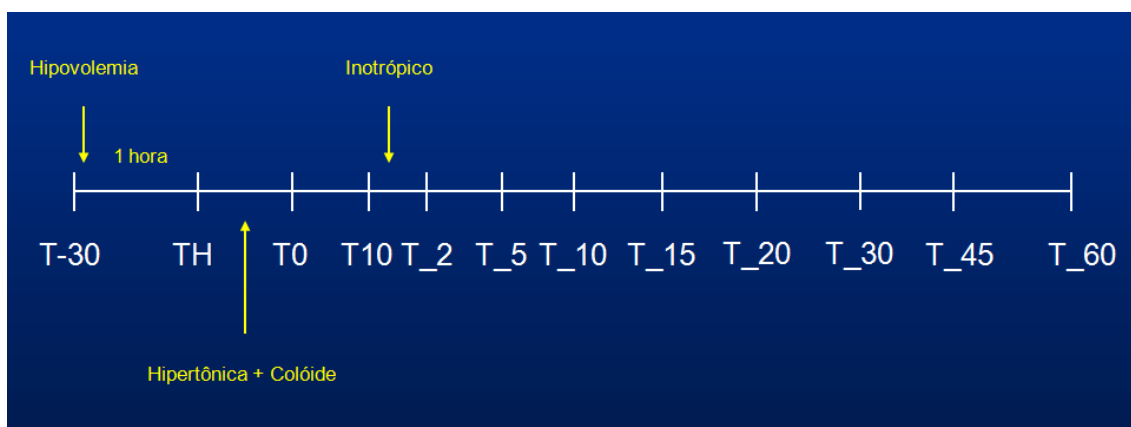 Hipovolemia
Inotrópico
1 hora
T-30
TH
T0
T10
T_2
T_5
T_10
T_15
T_20
T_30
T_45
T_60
Hipertônica + Colóide